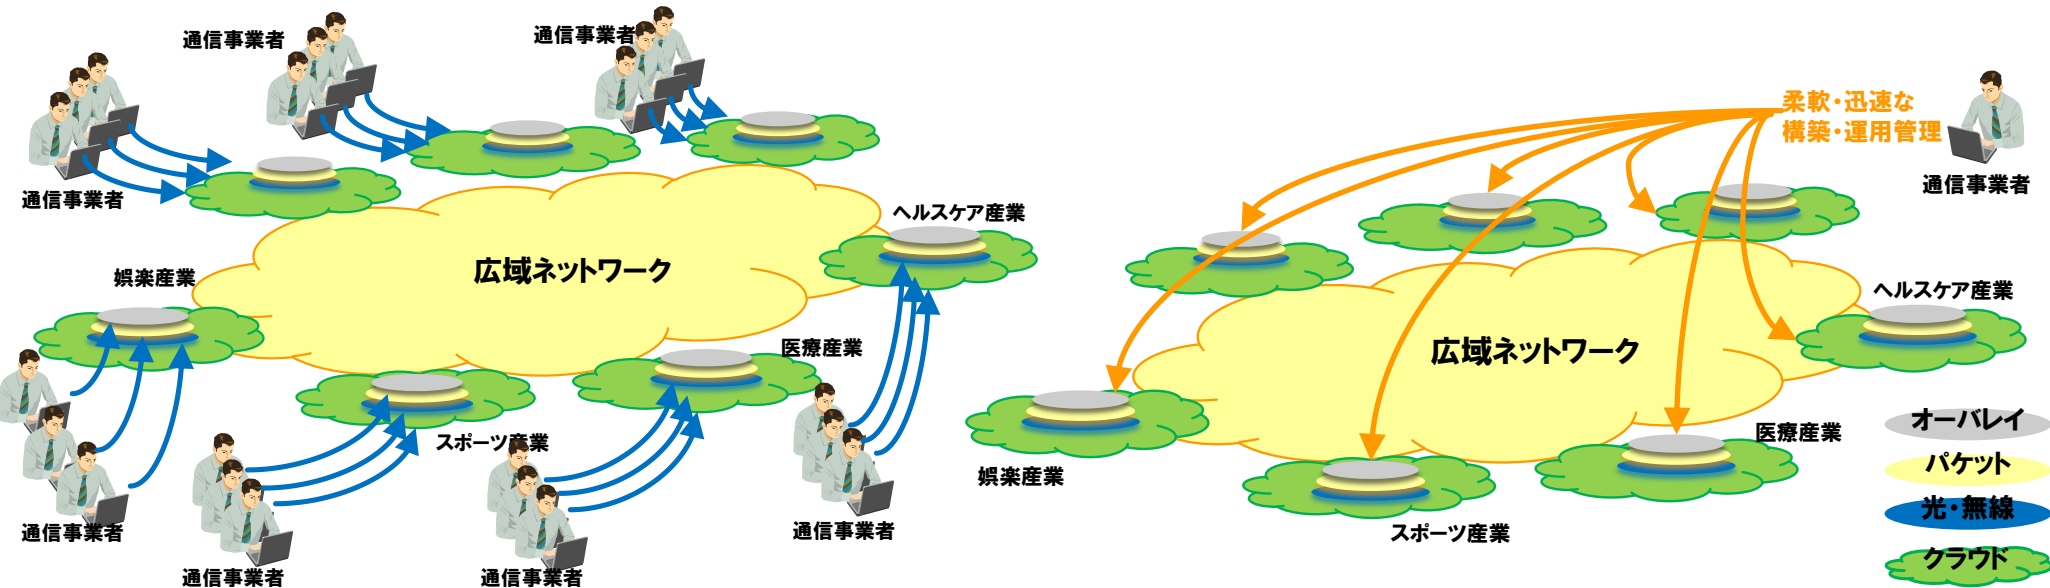 通信事業者
通信事業者
通信事業者
ヘルスケア産業
広域ネットワーク
娯楽産業
医療産業
スポーツ産業
通信事業者
通信事業者
通信事業者
通信事業者
柔軟・迅速な
構築・運用管理
通信事業者
ヘルスケア産業
広域ネットワーク
医療産業
娯楽産業
スポーツ産業
オーバレイ
パケット
光・無線
クラウド